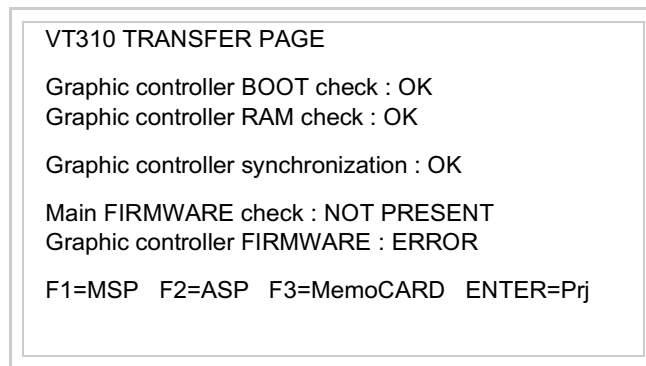 VT310 TRANSFER PAGE
Graphic controller BOOT check : OK
Graphic controller RAM check : OK
Graphic controller synchronization : OK
Main FIRMWARE check : NOT PRESENT
Graphic controller FIRMWARE : ERROR
F1=MSP F2=ASP F3=MemoCARD ENTER=Prj